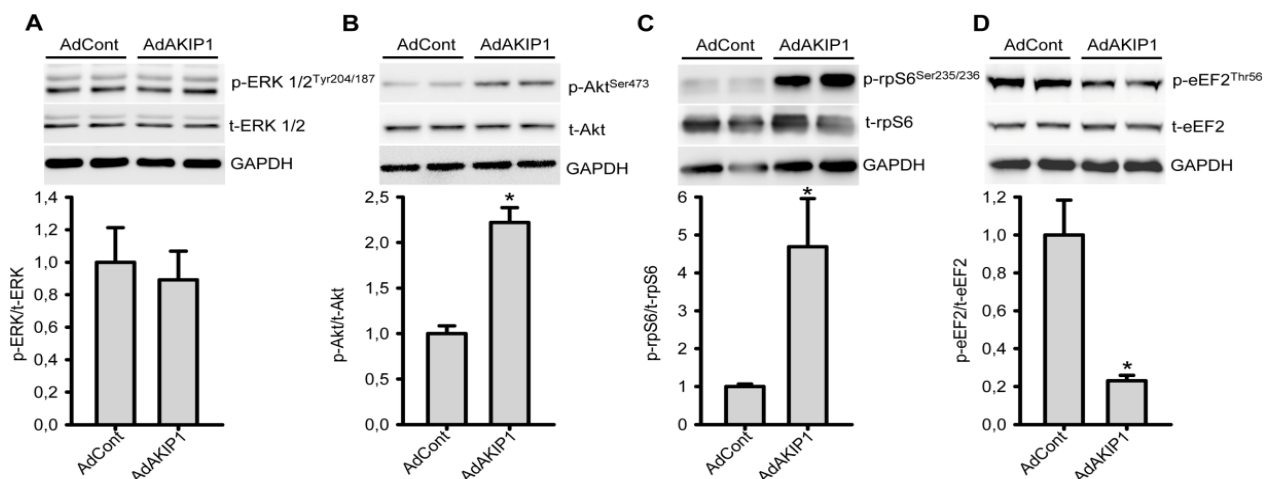 A
AdCont AdAKIP1
p-ERK 1/2Tyr204/187
t-ERK 1/2
GAPDH
1,4
1,2
1,0
0,8
0,6
0,4
0,2
0,0
p-ERK/t-ERK
AdCont
AdAKIP1
B
AdCont AdAKIP1
p-AktSer473
t-Akt
GAPDH
2,5
2,0
1,5
1,0
0,5
0,0
p-Akt/t-Akt
*
AdCont
AdAKIP1
C
AdCont AdAKIP1
p-rpS6Ser235/236
t-rpS6
GAPDH
6
5
4
3
2
1
0
p-rpS6/t-rpS6
*
AdCont
AdAKIP1
D
AdCont AdAKIP1
p-eEF2Thr56
t-eEF2
GAPDH
1,2
1,0
0,8
0,6
0,4
0,2
0,0
p-eEF2/t-eEF2
*
AdCont
AdAKIP1